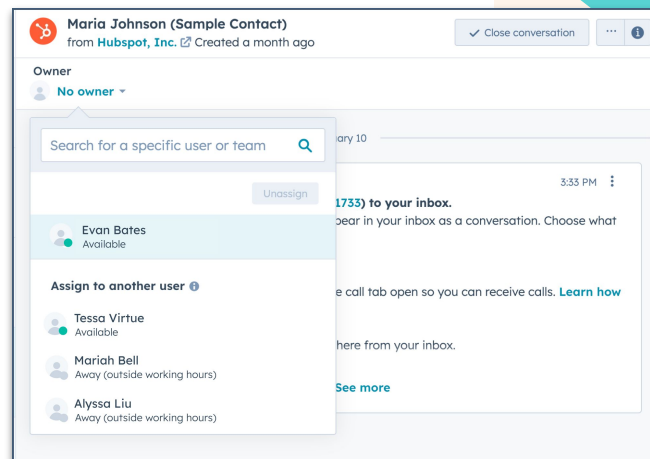 Maria Johnson (Sample Contact)
from Hubspot, Inc. Created a month ago
Close conversation
Owner
No owner
Search for a specific user or team
Unassign
Evan Bates
Available
Assign to another user
Tessa Virtue
Available
Mariah Bell
Away (outside working hours)
Alyssa Liu
Away (outside working hours)
ary 10
3:33 PM
1733) to your inbox.
pear in your inbox as a conversation. Choose what
e call tab open so you can receive calls. Learn how
here from your inbox.
See more